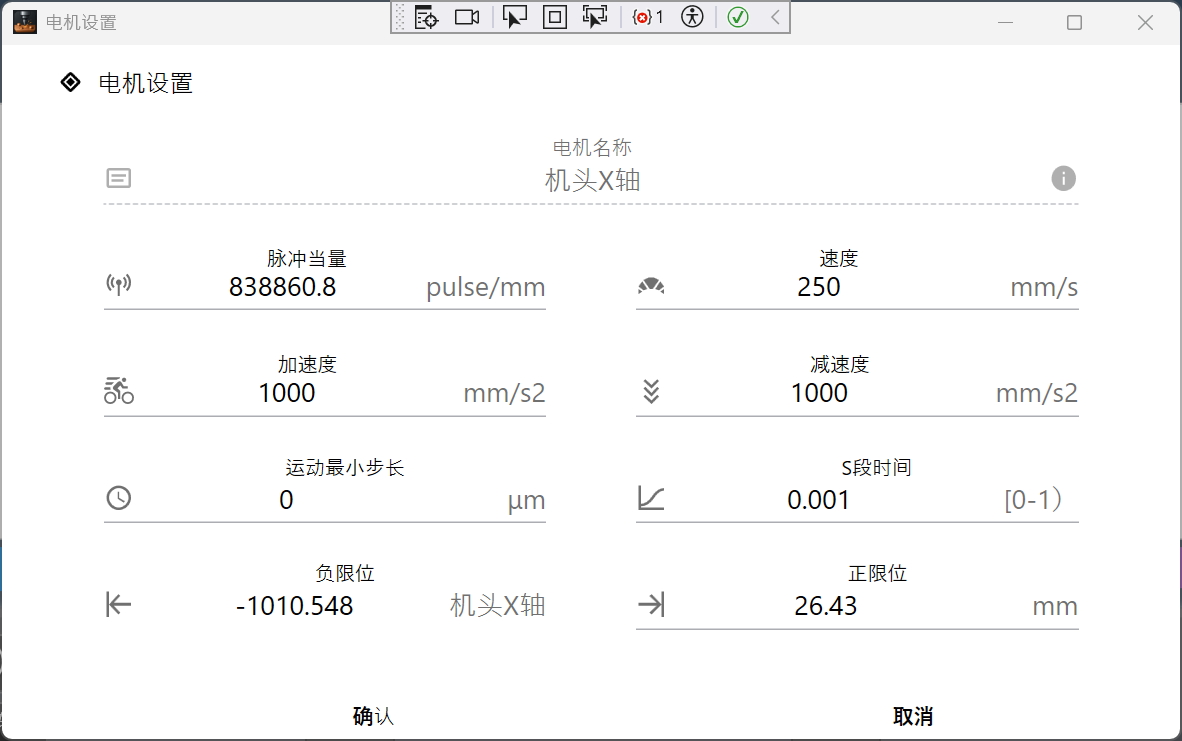 电机设置
1
电机设置
电机名称
机头X轴
脉冲当量
838860.8 pulse/mm
速度
250 mm/s
加速度
1000 mm/s2
减速度
1000 mm/s2
运动最小步长
0 μm
S段时间
0.001 [0-1）
负限位
-1010.548 机头X轴
正限位
26.43 mm
确认
取消